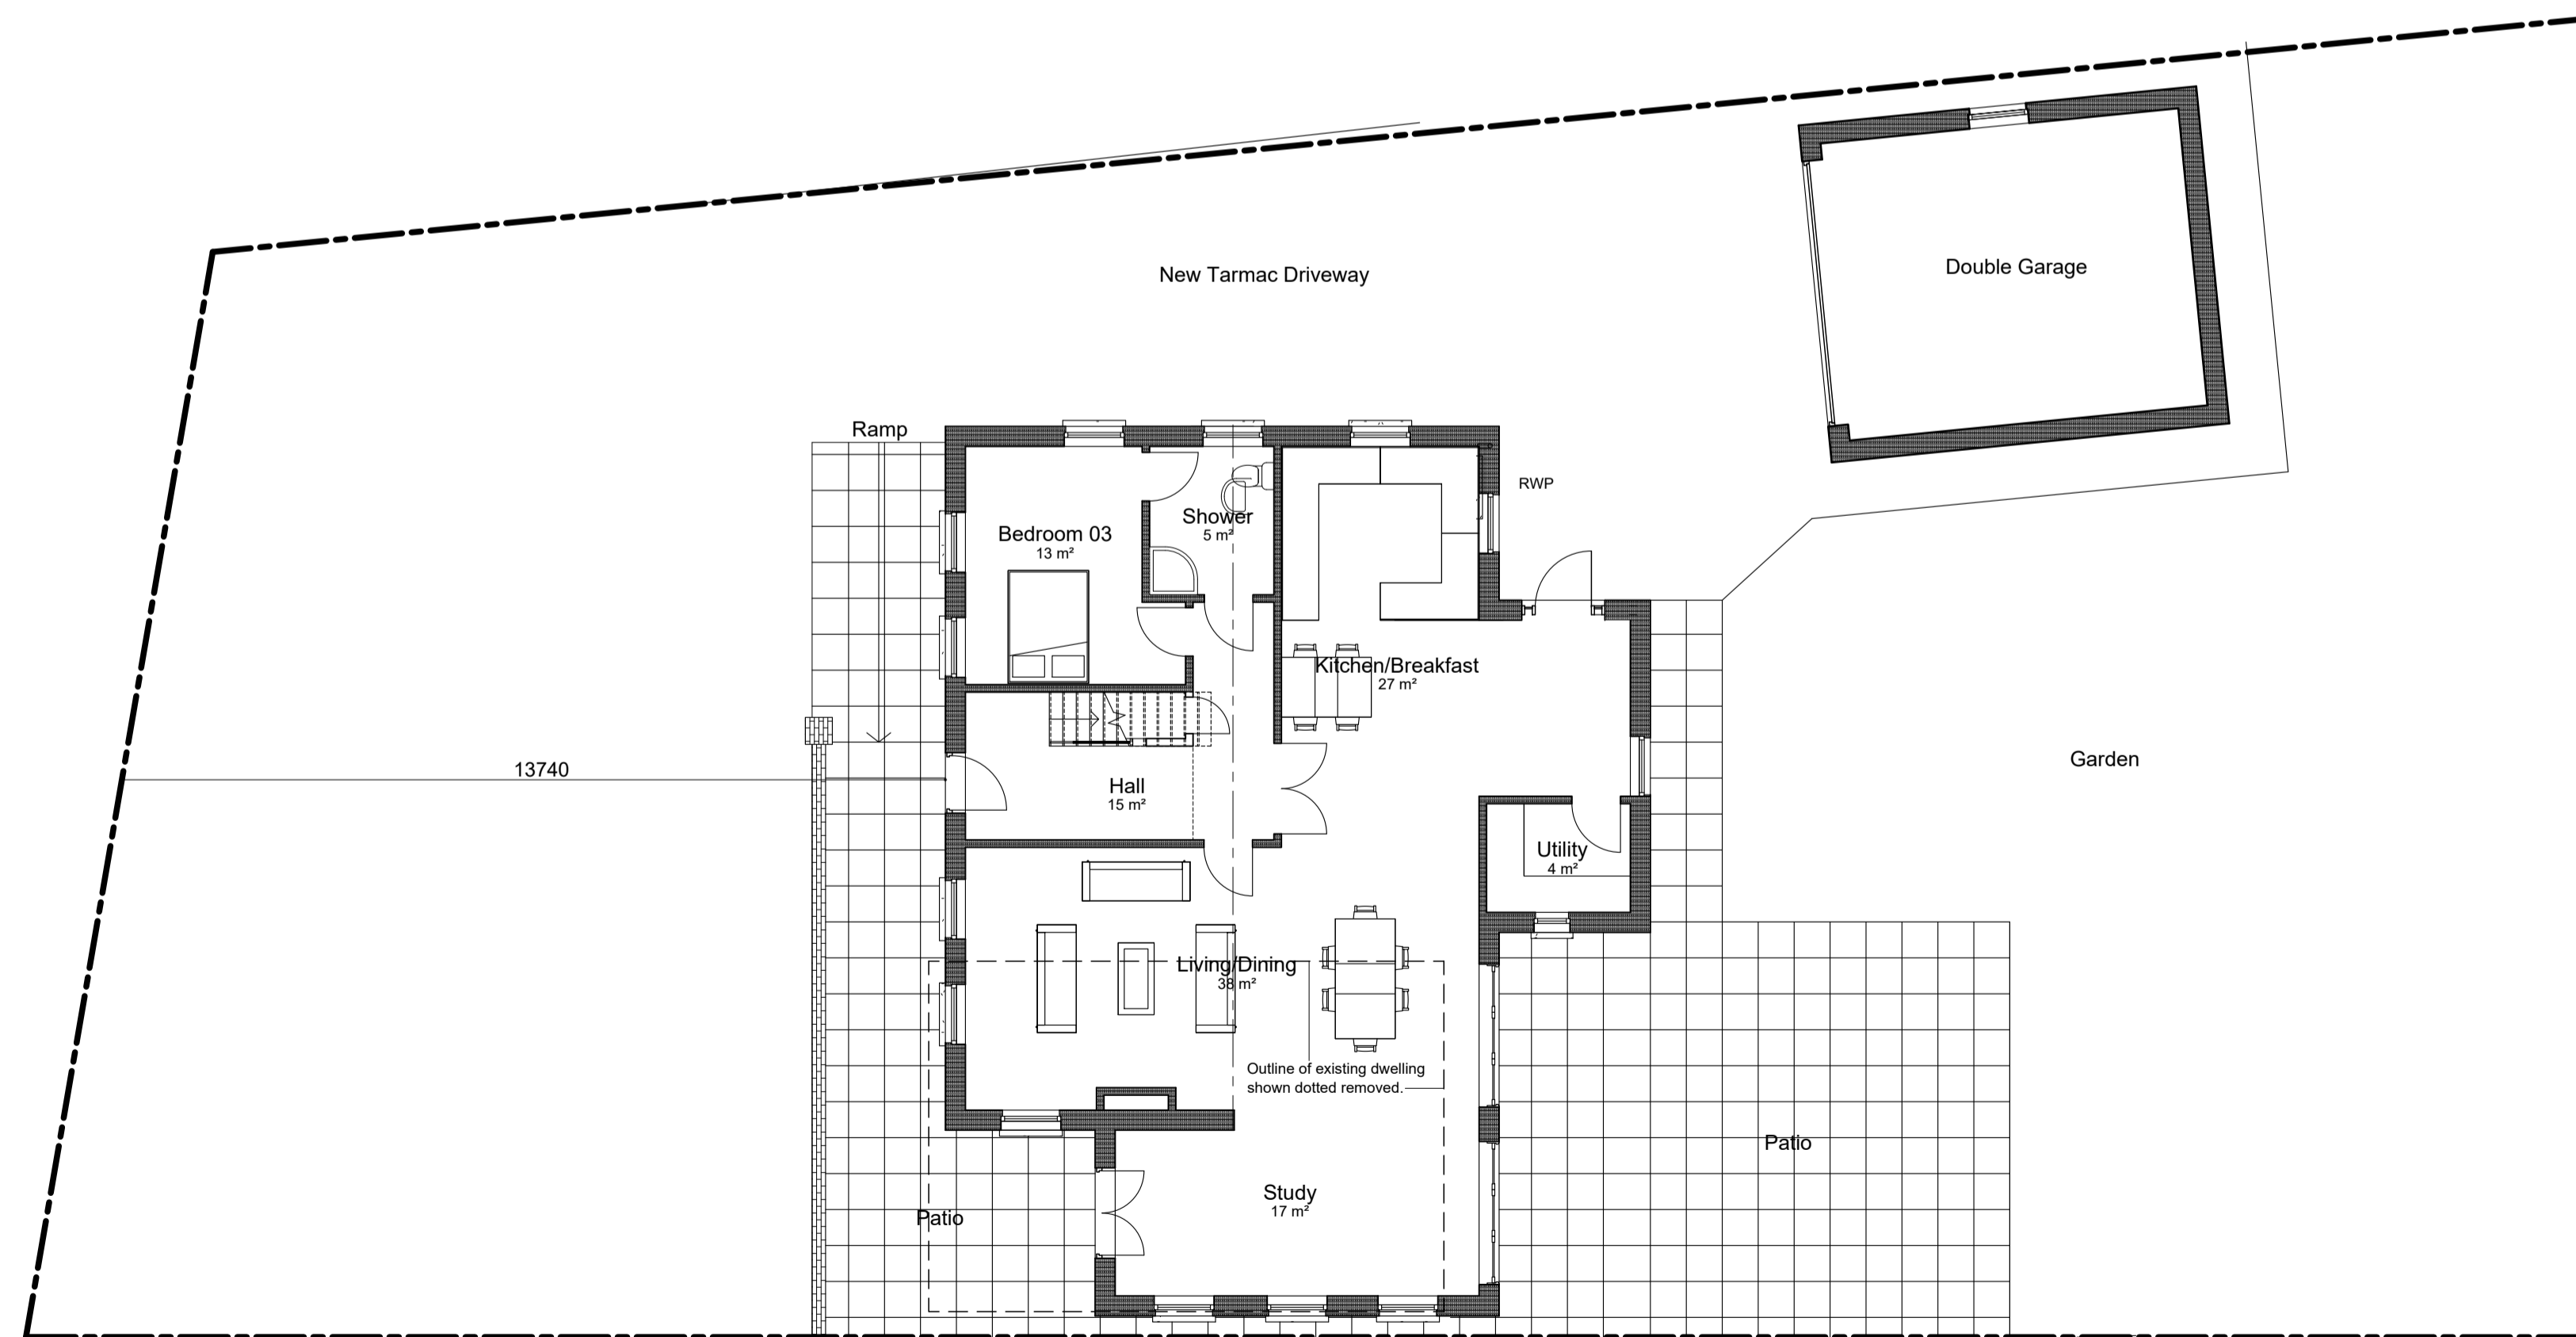 New Tarmac Driveway
Double Garage
Ramp
RWP
Bedroom 03
13 m²
Shower
5 m²
Kitchen/Breakfast
27 m²
13740
Hall
15 m²
Garden
Utility
4 m²
Living/Dining
38 m²
Outline of existing dwelling
shown dotted removed.
Patio
Study
17 m²
Patio